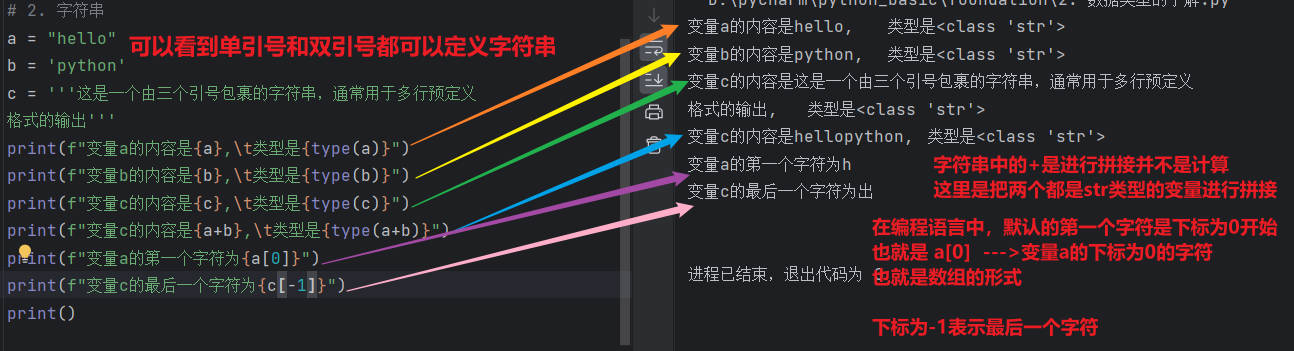 # 2. 字符串
a = "hello"
b = 'python'
c = '''这是一个由三个引号包裹的字符串，通常用于多行预定义
格式的输出'''
print(f"变量a的内容是{a},\t类型是{type(a)}")
print(f"变量b的内容是{b},\t类型是{type(b)}")
print(f"变量c的内容是{c},\t类型是{type(c)}")
print(f"变量c的内容是{a+b},\t类型是{type(a+b)}")
print(f"变量a的第一个字符为{a[0]}")
print(f"变量c的最后一个字符为{c[-1]}")
print()
可以看到单引号和双引号都可以定义字符串
D:\pycharm\python_basic\foundation\2. 数据类型的了解.py
变量a的内容是hello, 类型是<class 'str'>
变量b的内容是python, 类型是<class 'str'>
变量c的内容是这是一个由三个引号包裹的字符串，通常用于多行预定义
格式的输出, 类型是<class 'str'>
变量c的内容是hellopython, 类型是<class 'str'>
变量a的第一个字符为h
变量c的最后一个字符为出
进程已结束，退出代码为
字符串中的+是进行拼接并不是计算
这里是把两个都是str类型的变量进行拼接
在编程语言中，默认的第一个字符是下标为0开始
也就是 a[0] --->变量a的下标为0的字符
也就是数组的形式
下标为-1表示最后一个字符